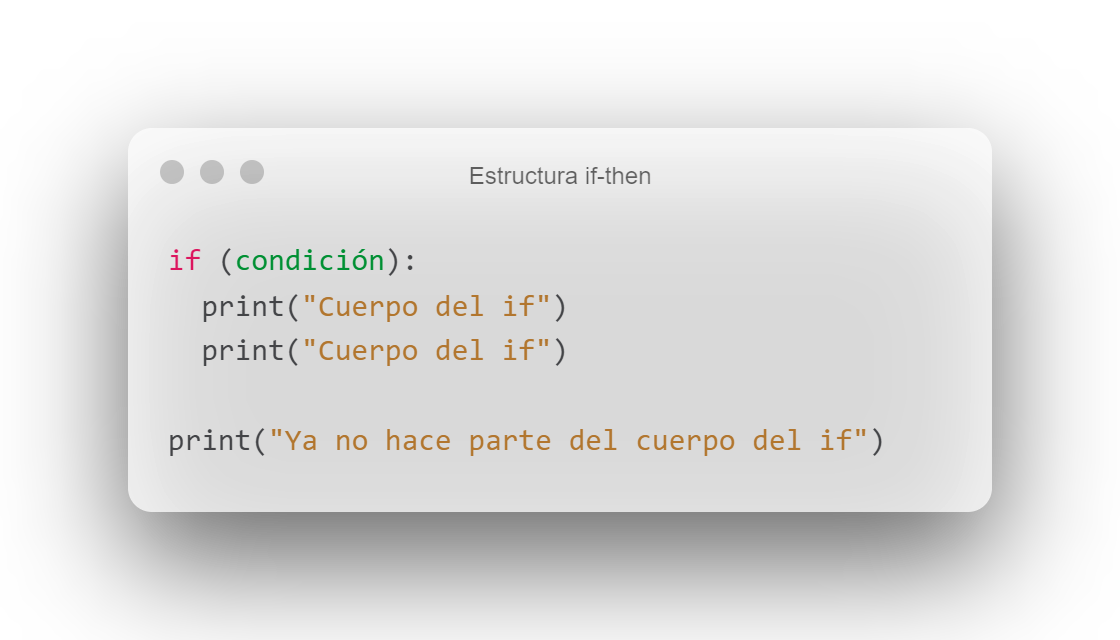 Estructura if-then
if (condición):
  print("Cuerpo del if")
  print("Cuerpo del if")
print("Ya no hace parte del cuerpo del if")